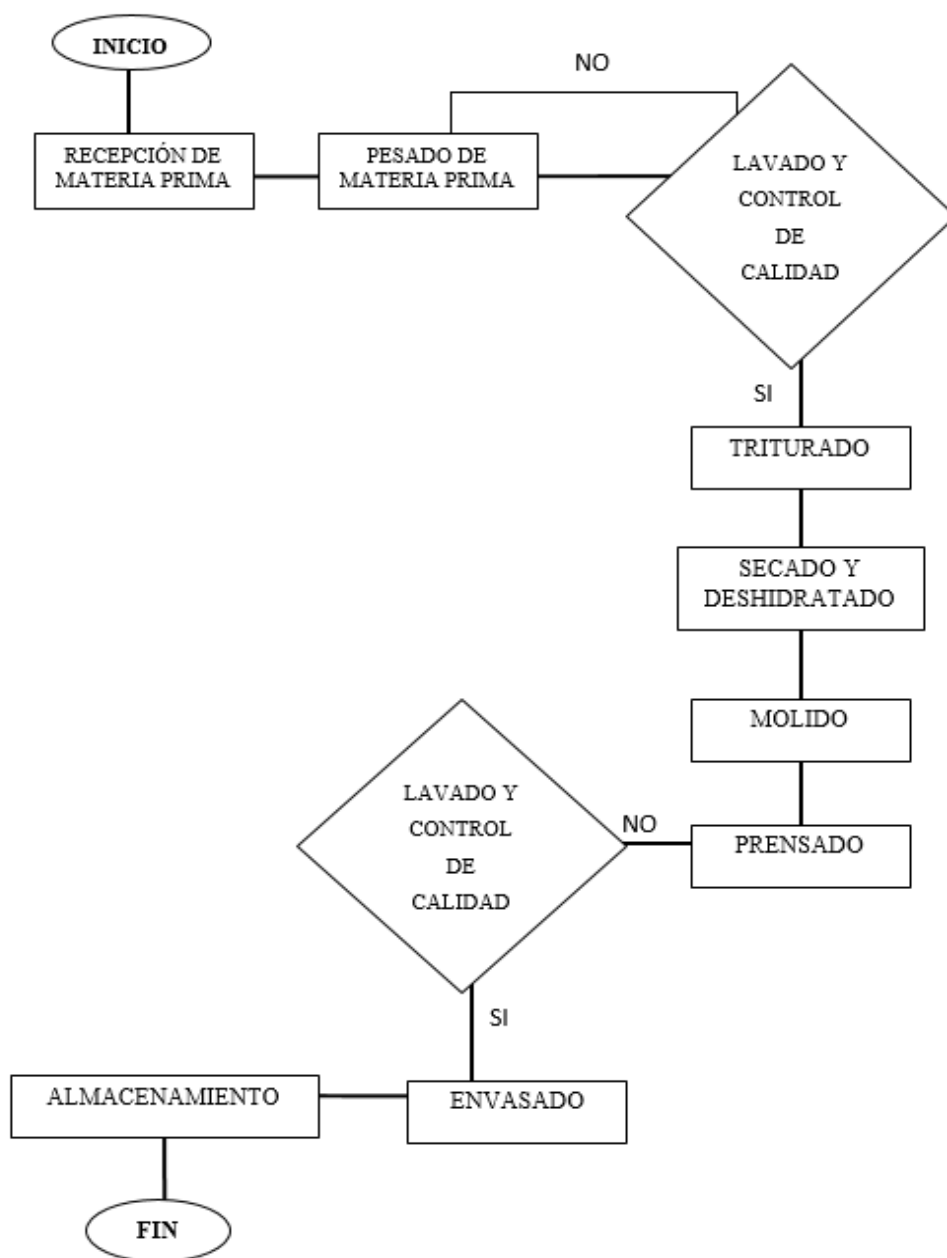 INICIO
NO
RECEPCIÓN DE
MATERIA PRIMA
PESADO DE
MATERIA PRIMA
LAVADO Y
CONTROL
DE
CALIDAD
SI
TRITURADO
SECADO Y
DESHIDRATADO
MOLIDO
PRENSADO
NO
LAVADO Y
CONTROL
DE
CALIDAD
SI
ENVASADO
ALMACENAMIENTO
FIN